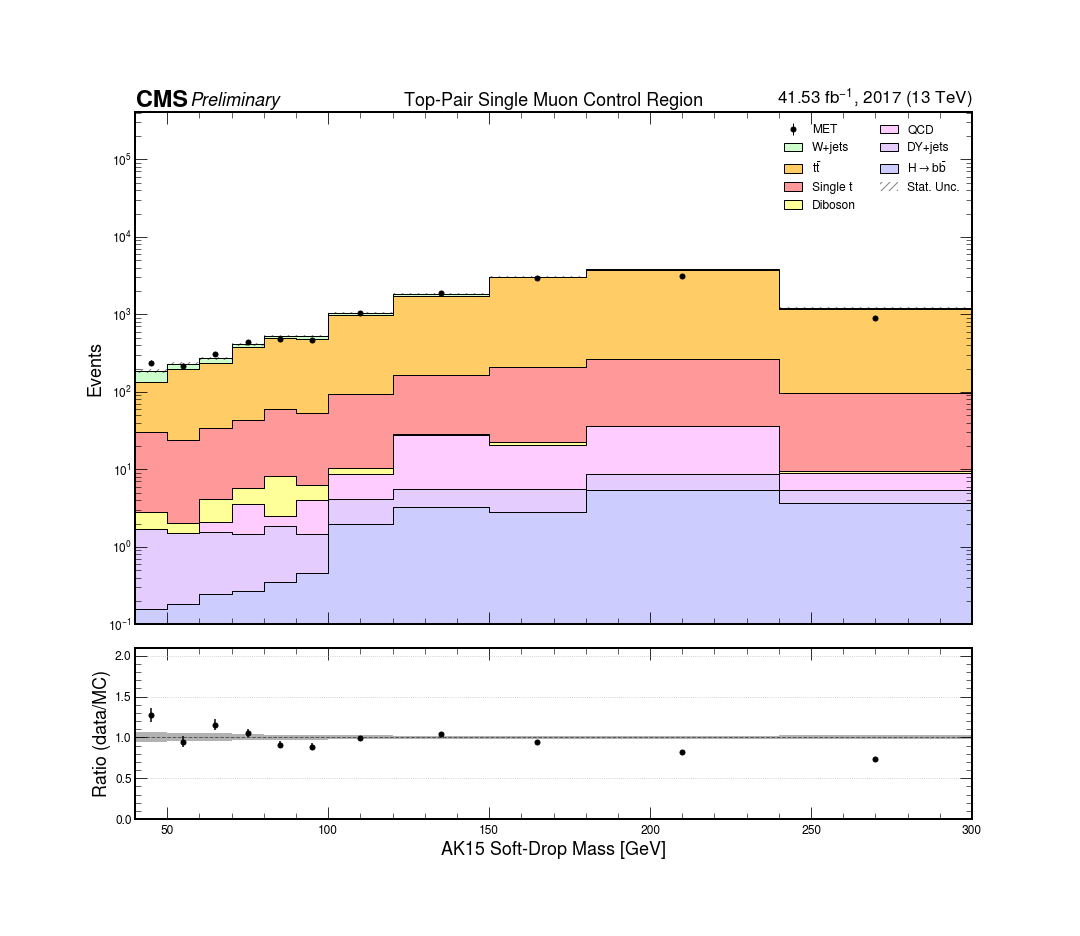 CMS Preliminary Top-Pair Single Muon Control Region 41.53 fb⁻¹, 2017 (13 TeV)
MET QCD
W+jets DY+jets
tt̄ H→bb̄
Single t Stat. Unc.
Diboson
10⁵
10⁴
10³
10²
10¹
10⁰
10⁻¹
Events
2.0
1.5
1.0
0.5
0.0
Ratio (data/MC)
50 100 150 200 250 300
AK15 Soft-Drop Mass [GeV]